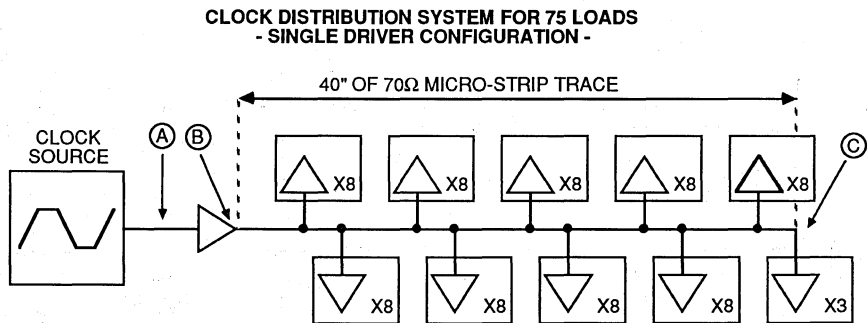 CLOCK DISTRIBUTION SYSTEM FOR 75 LOADS
- SINGLE DRIVER CONFIGURATION -
40" OF 70Ω MICRO-STRIP TRACE
CLOCK
SOURCE
A
B
C
X8
X8
X8
X8
X8
X8
X8
X8
X8
X3